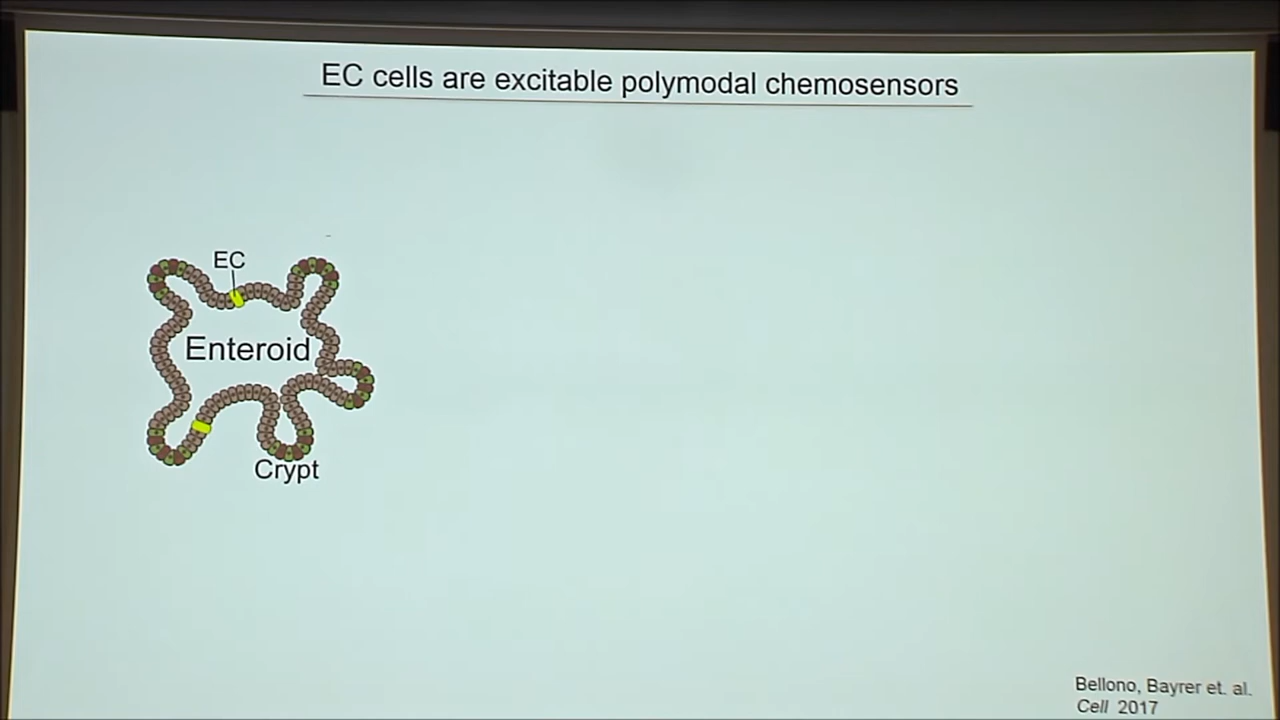 EC cells are excitable polymodal chemosensors
EC
Enteroid
Crypt
Bellono, Bayrer et. al.
Cell 2017